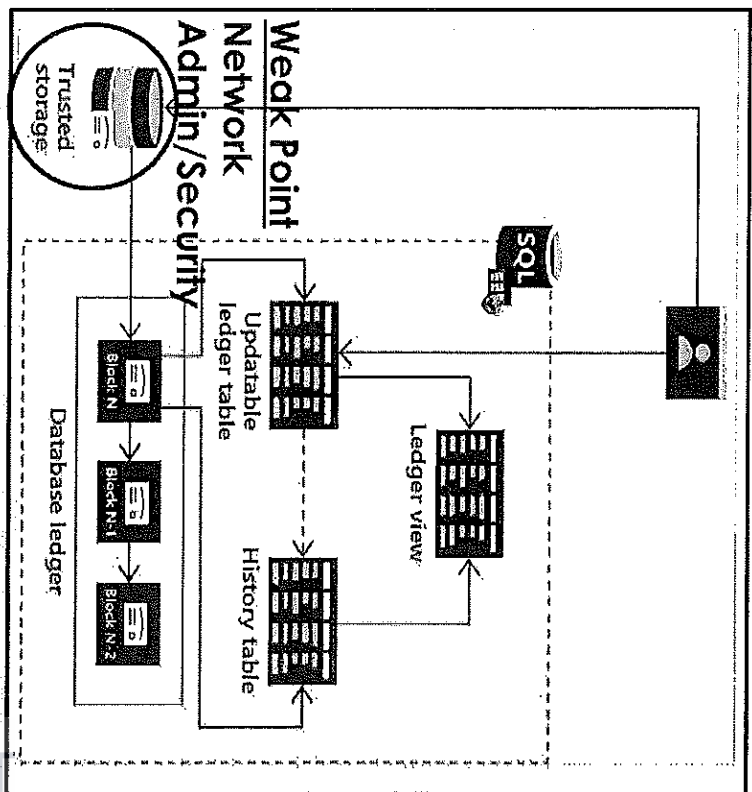 SQL
Ledger view
Weak Point
Network
Admin/Security
Updatable
ledger table
History table
Trusted
storage
Block N
Block N-1
Block N-2
Database ledger